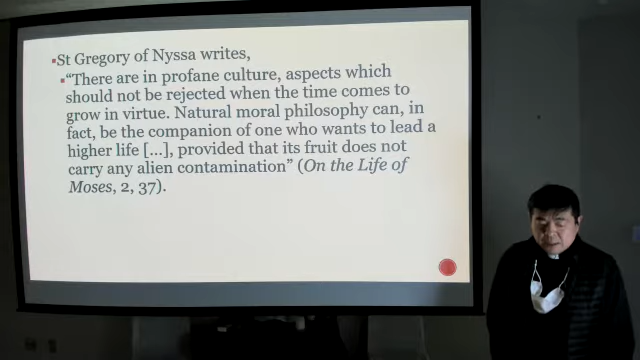 St Gregory of Nyssa writes,
“There are in profane culture, aspects which
should not be rejected when the time comes to
grow in virtue. Natural moral philosophy can, in
fact, be the companion of one who wants to lead a
higher life [...], provided that its fruit does not
carry any alien contamination” (On the Life of
Moses, 2, 37).